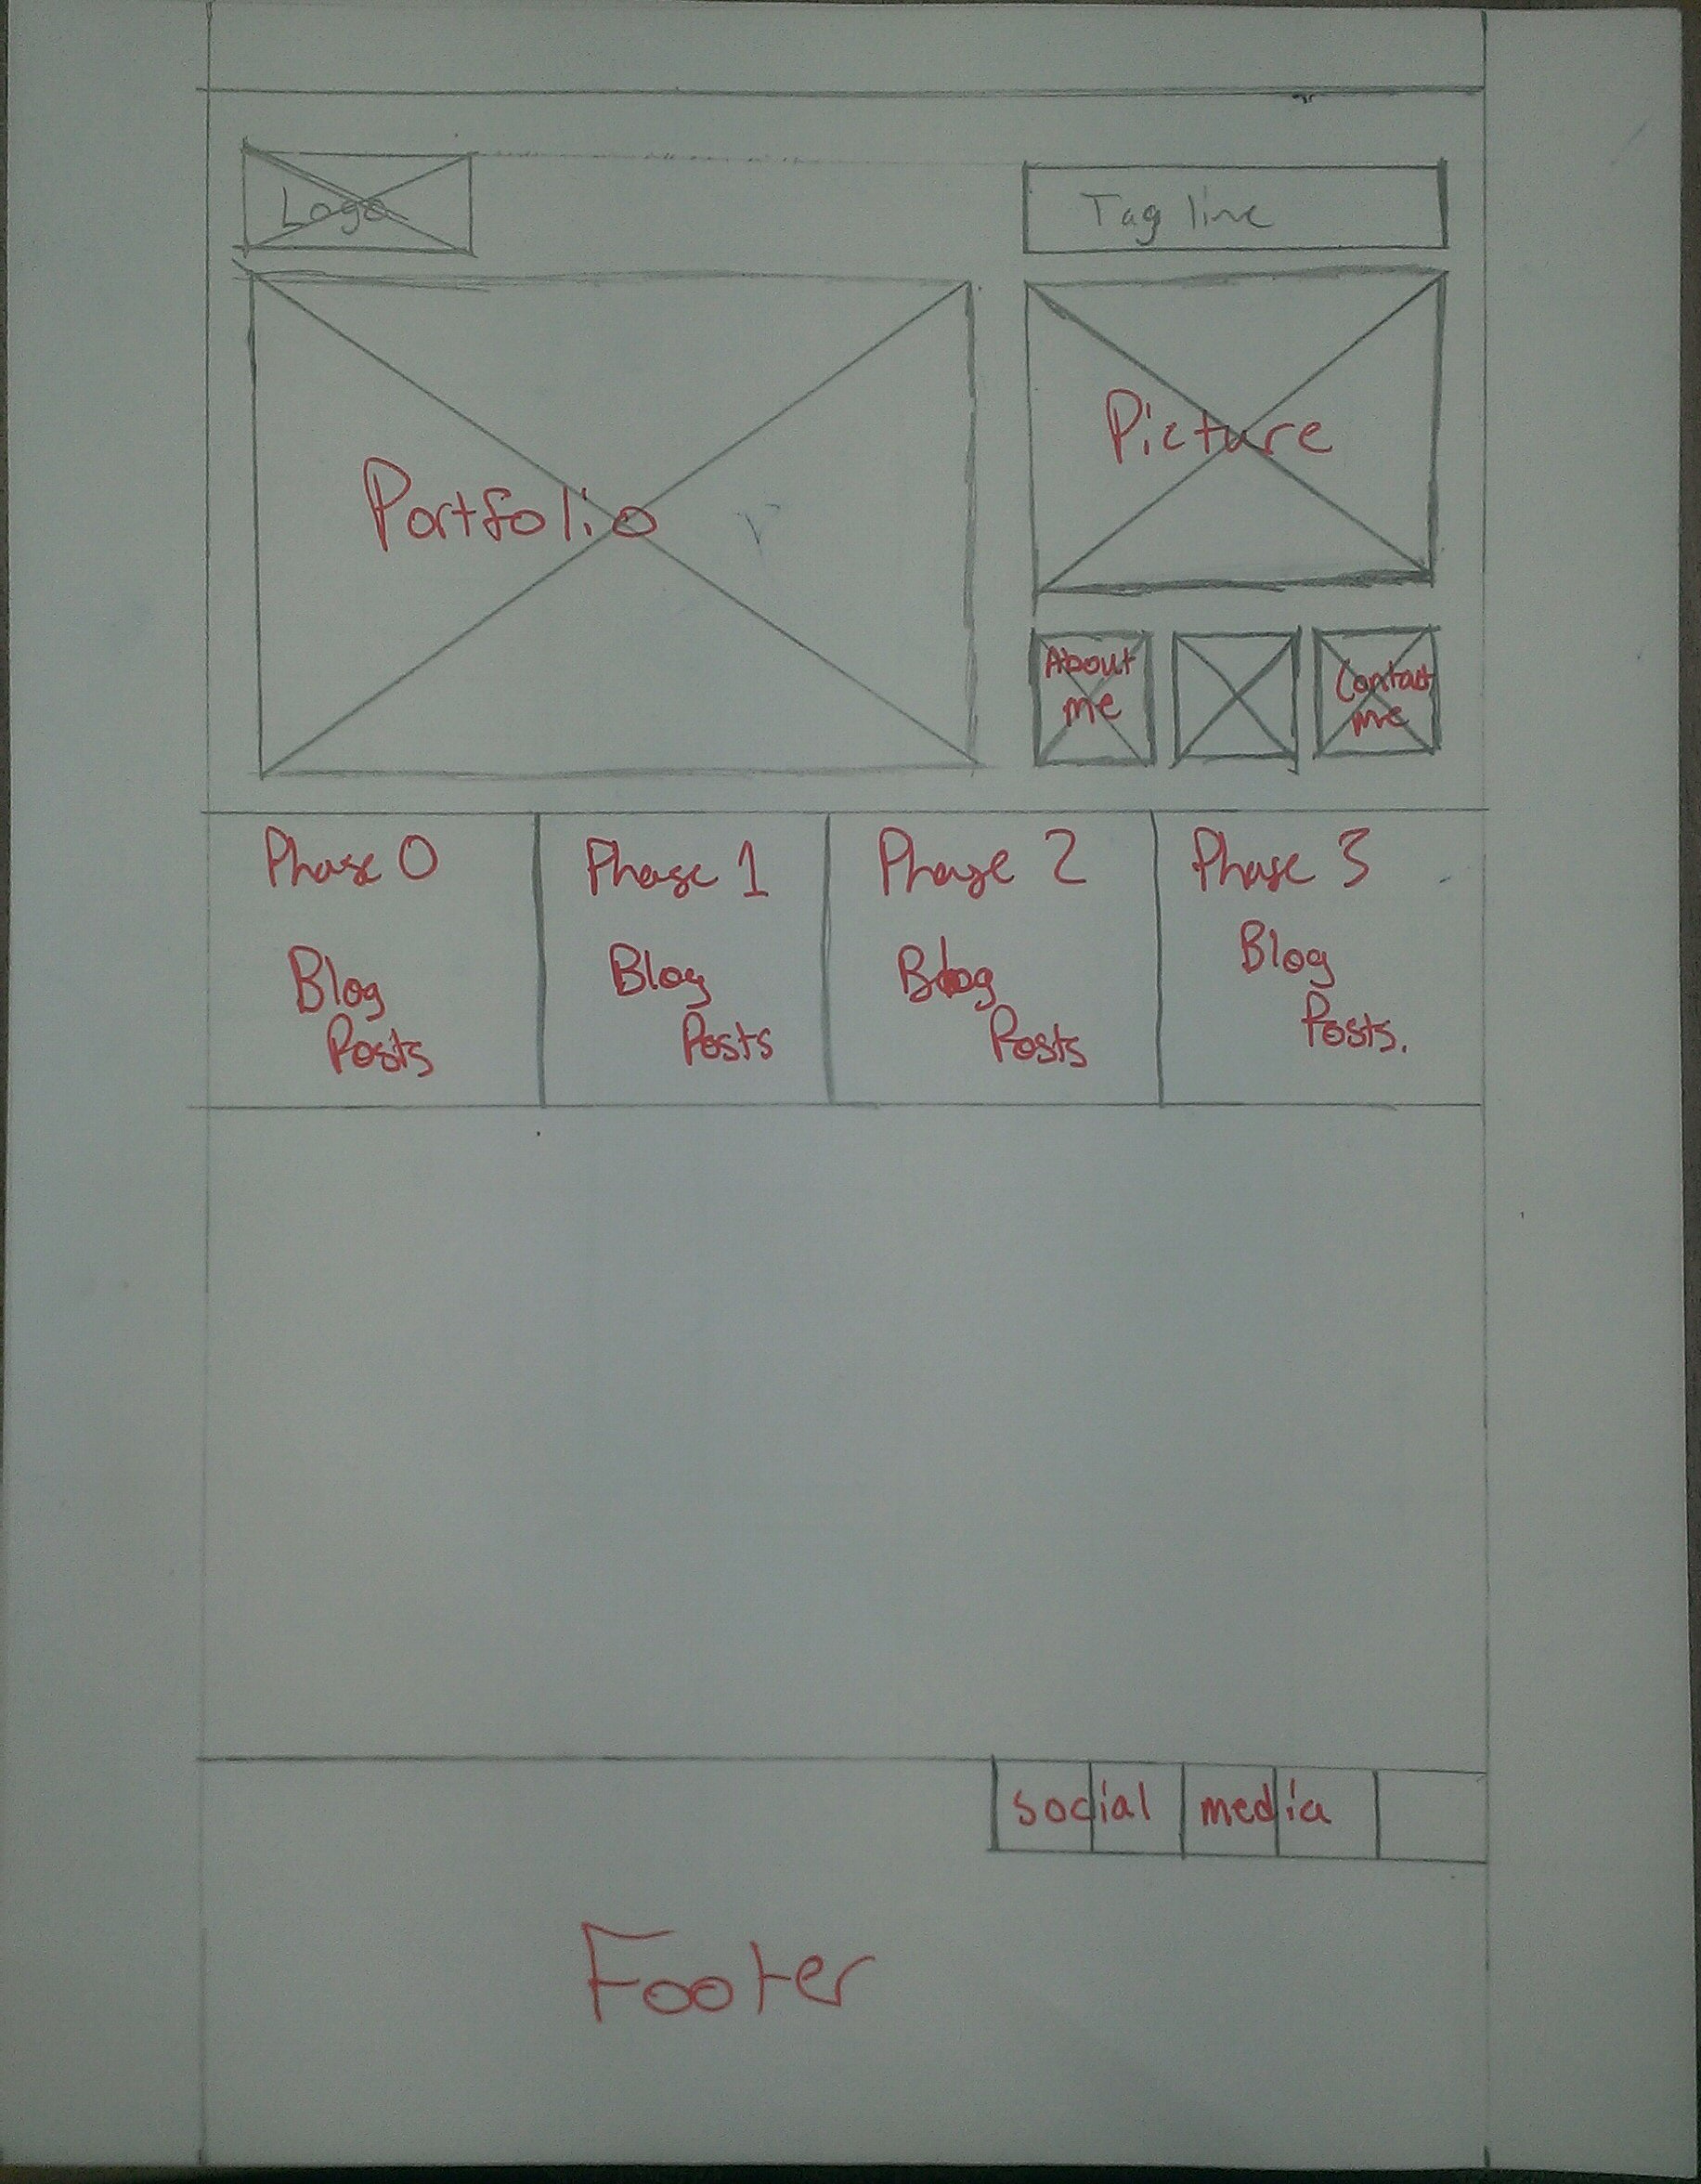 Logo
Tag line
Portfolio
Picture
About
me
Contact
me
Phase 0
Blog
Posts
Phase 1
Blog
Posts
Phase 2
Blog
Posts
Phase 3
Blog
Posts.
social media
Footer